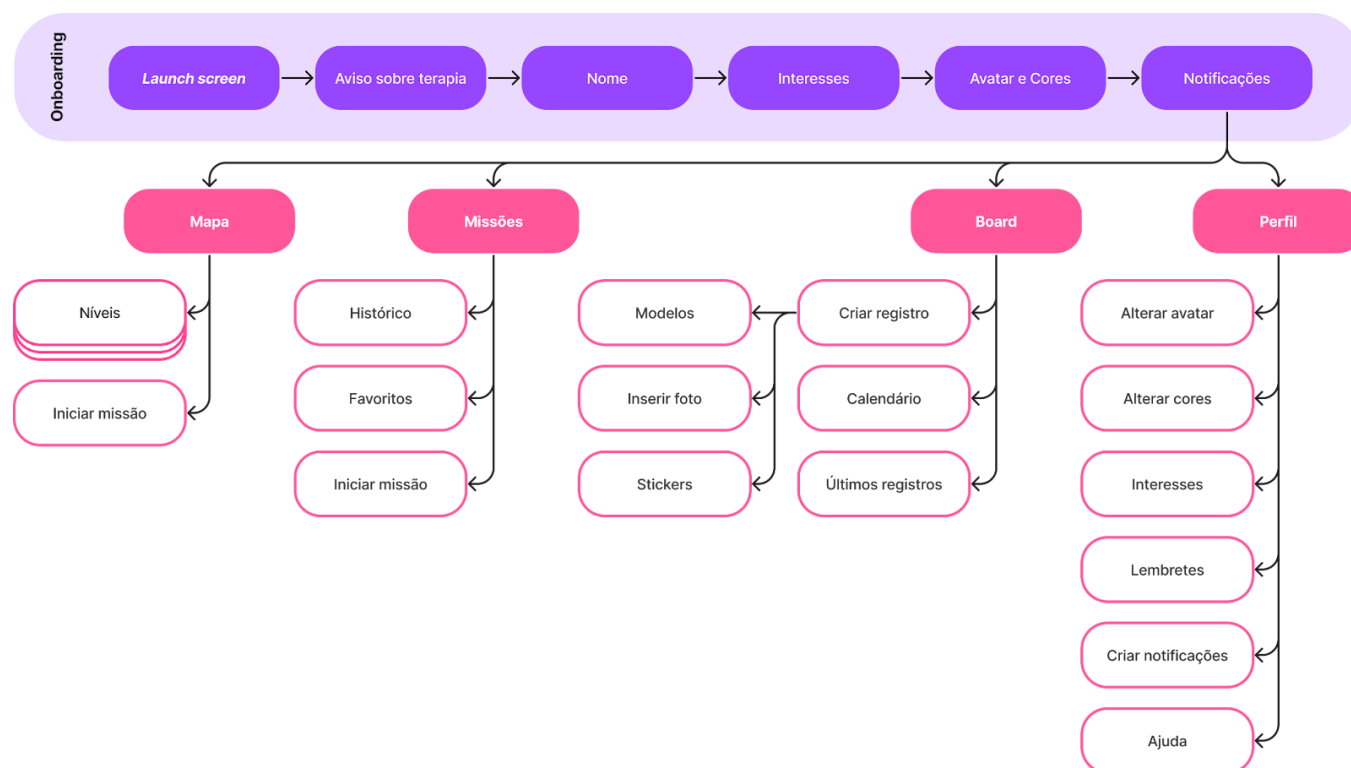 Onboarding
Launch screen
Aviso sobre terapia
Nome
Interesses
Avatar e Cores
Notificações
Mapa
Missões
Board
Perfil
Níveis
Histórico
Modelos
Criar registro
Alterar avatar
Iniciar missão
Favoritos
Inserir foto
Calendário
Alterar cores
Iniciar missão
Stickers
Últimos registros
Interesses
Lembretes
Criar notificações
Ajuda